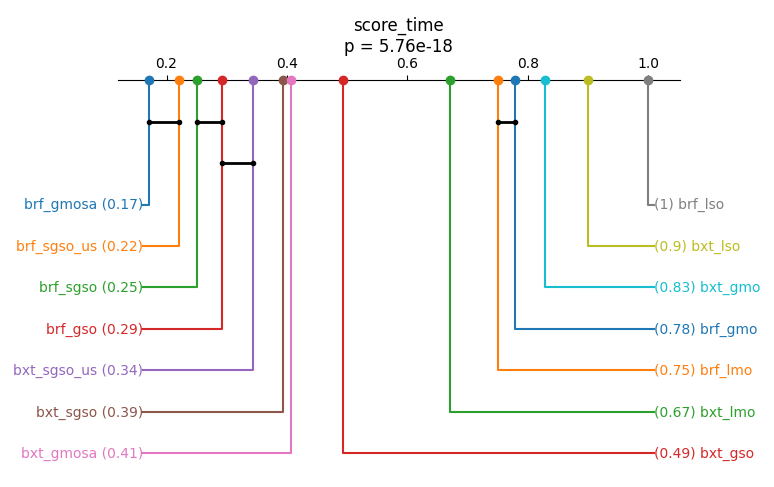 score_time
p = 5.76e-18
0.2 0.4 0.6 0.8 1.0
brf_gmosa (0.17) (1) brf_lso
brf_sgso_us (0.22) (0.9) bxt_lso
brf_sgso (0.25) (0.83) bxt_gmo
brf_gso (0.29) (0.78) brf_gmo
bxt_sgso_us (0.34) (0.75) brf_lmo
bxt_sgso (0.39) (0.67) bxt_lmo
bxt_gmosa (0.41) (0.49) bxt_gso